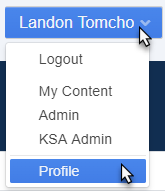 Landon Tomcho
Logout
My Content
Admin
KSA Admin
Profile